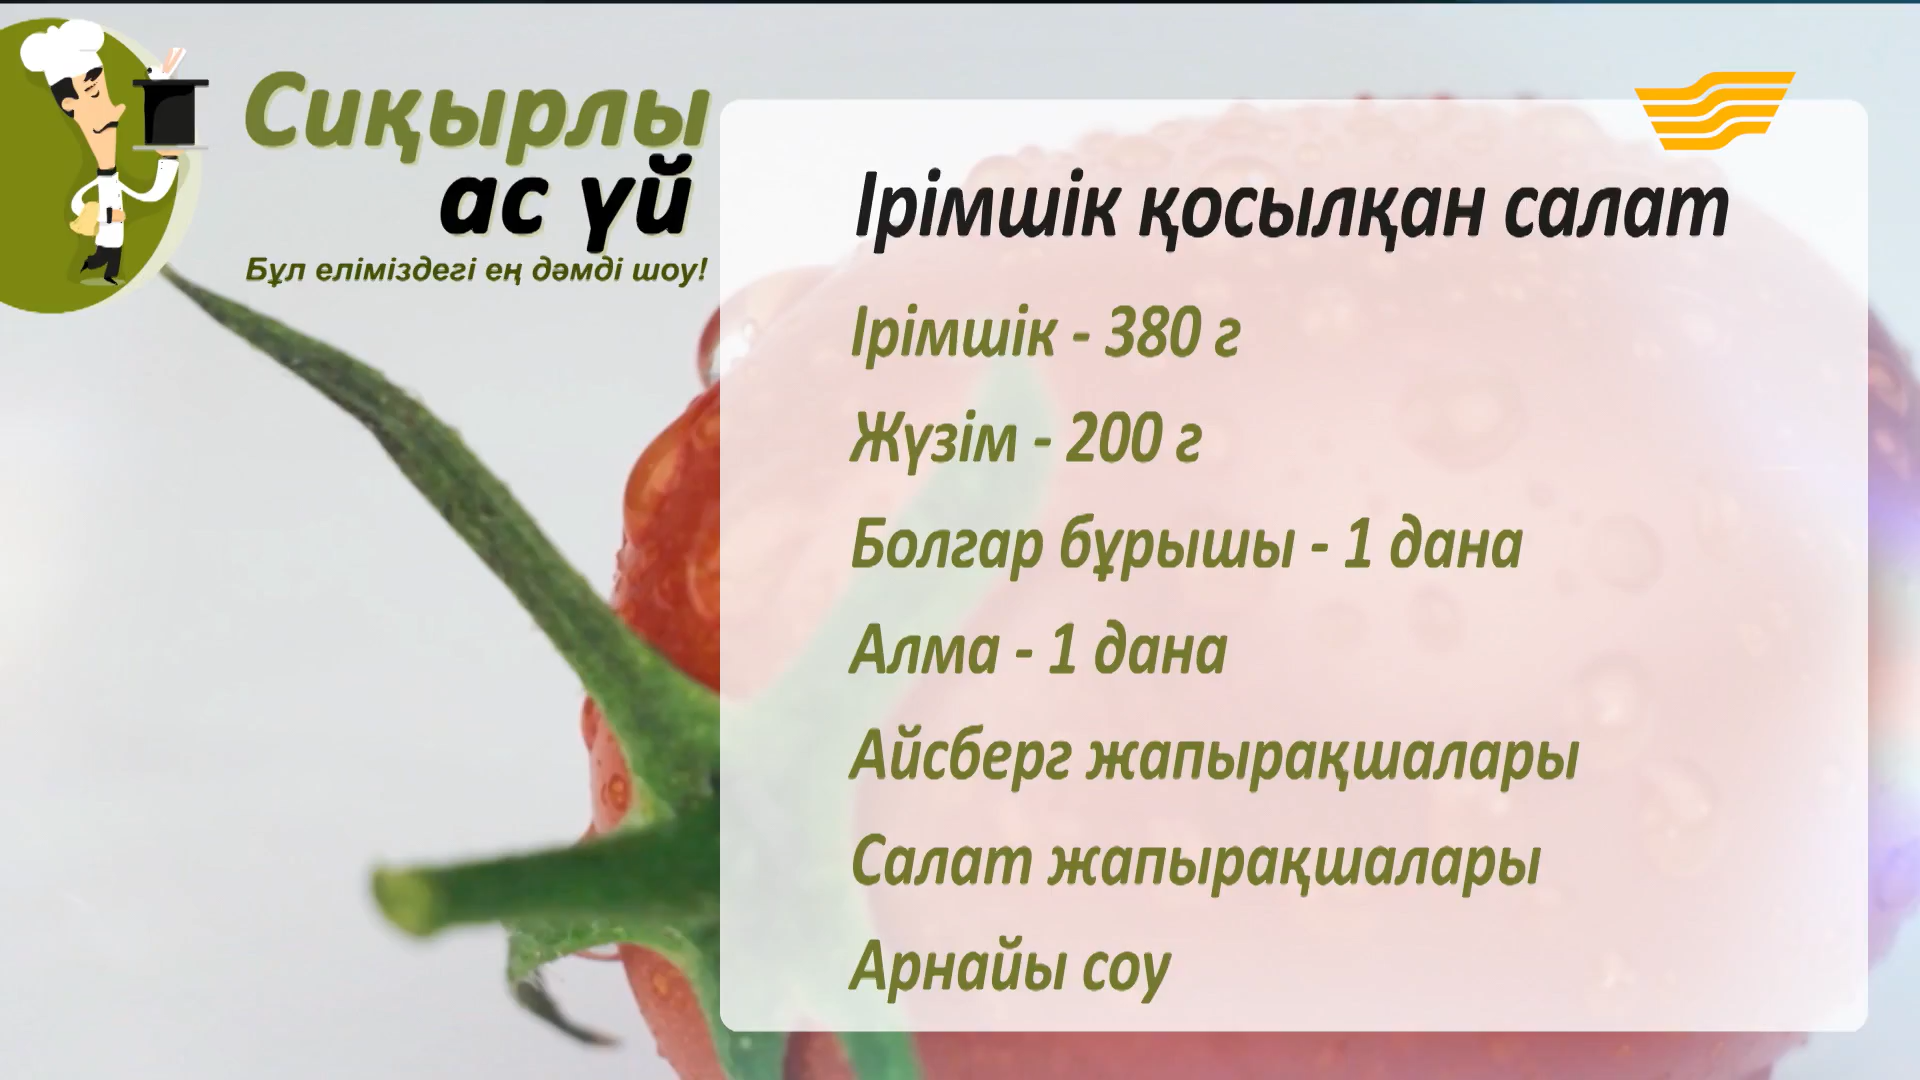 Сиқырлы
ас үй
Бұл еліміздегі ең дәмді шоу!
Ірімшік қосылқан салат
Ірімшік - 380 г
Жүзім - 200 г
Болгар бұрышы - 1 дана
Алма - 1 дана
Айсберг жапырақшалары
Салат жапырақшалары
Арнайы соу